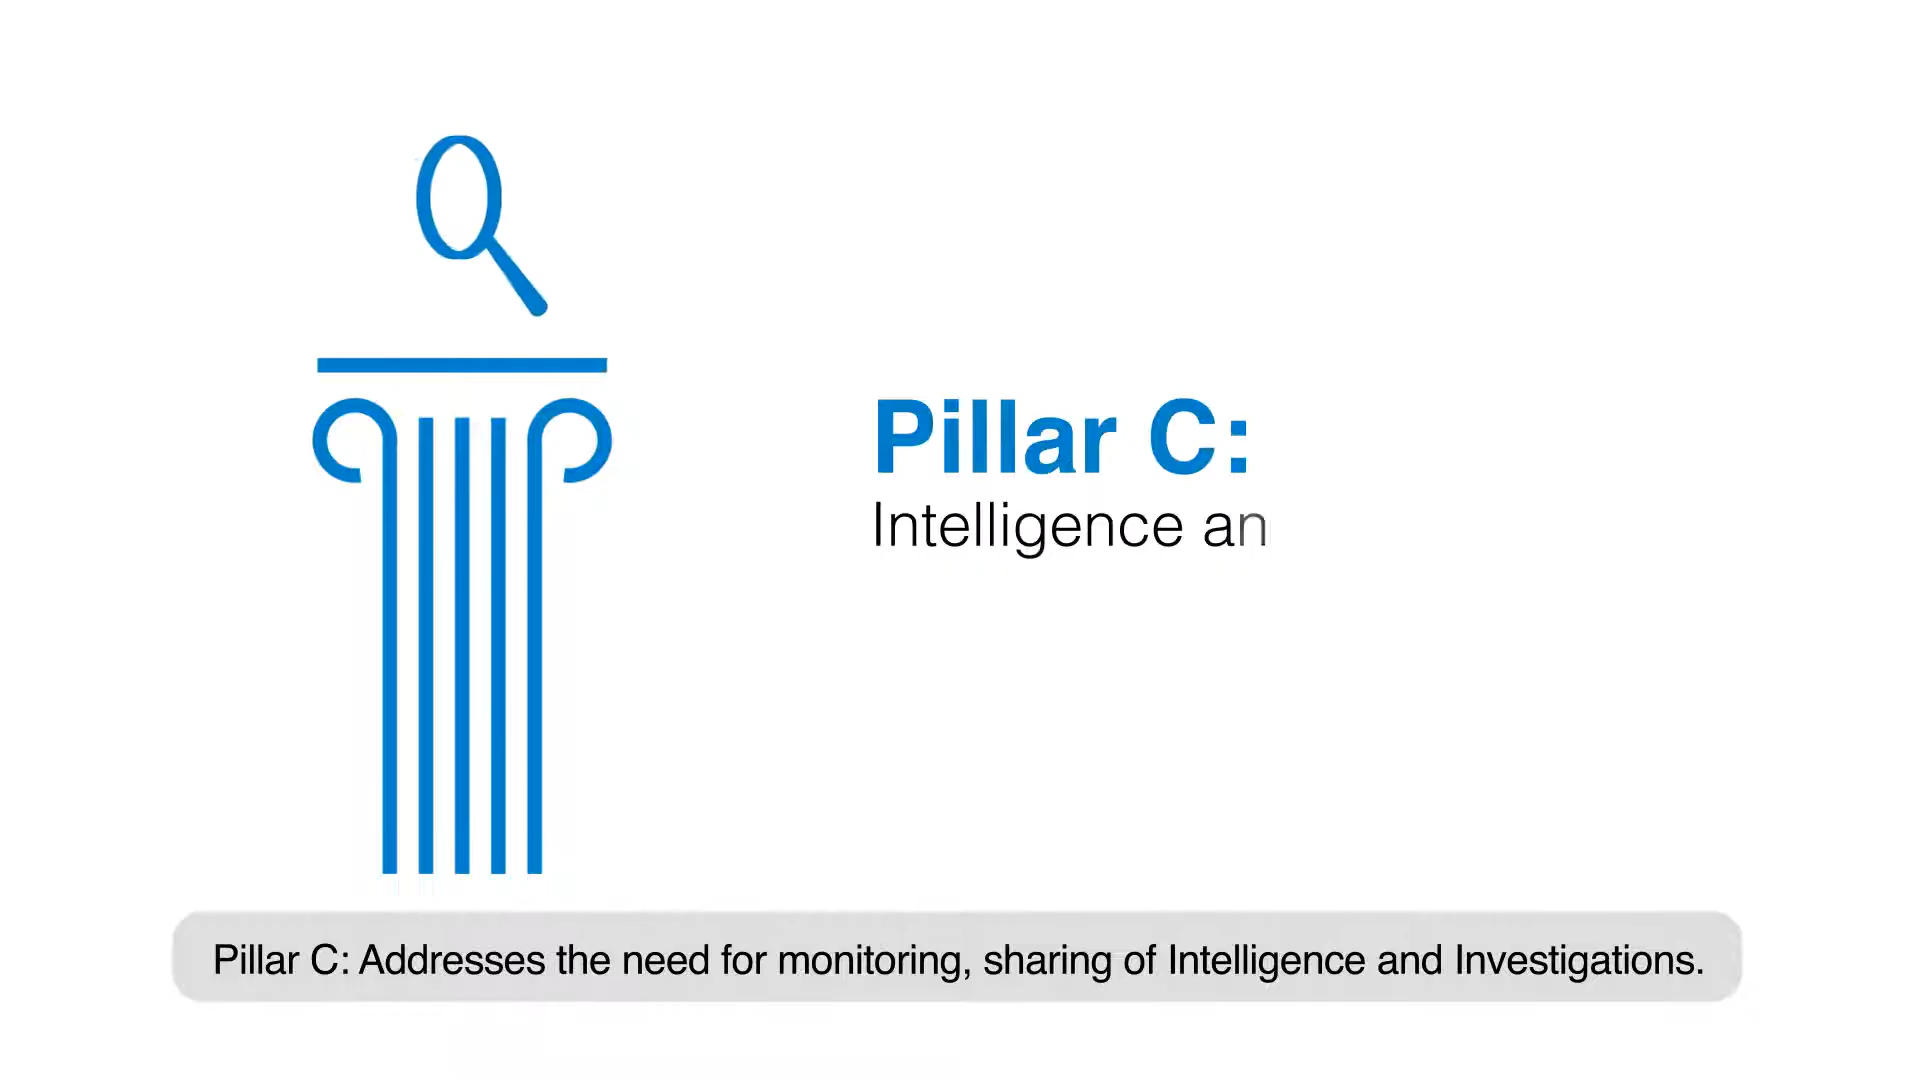 Pillar C:
Intelligence an
Pillar C: Addresses the need for monitoring, sharing of Intelligence and Investigations.